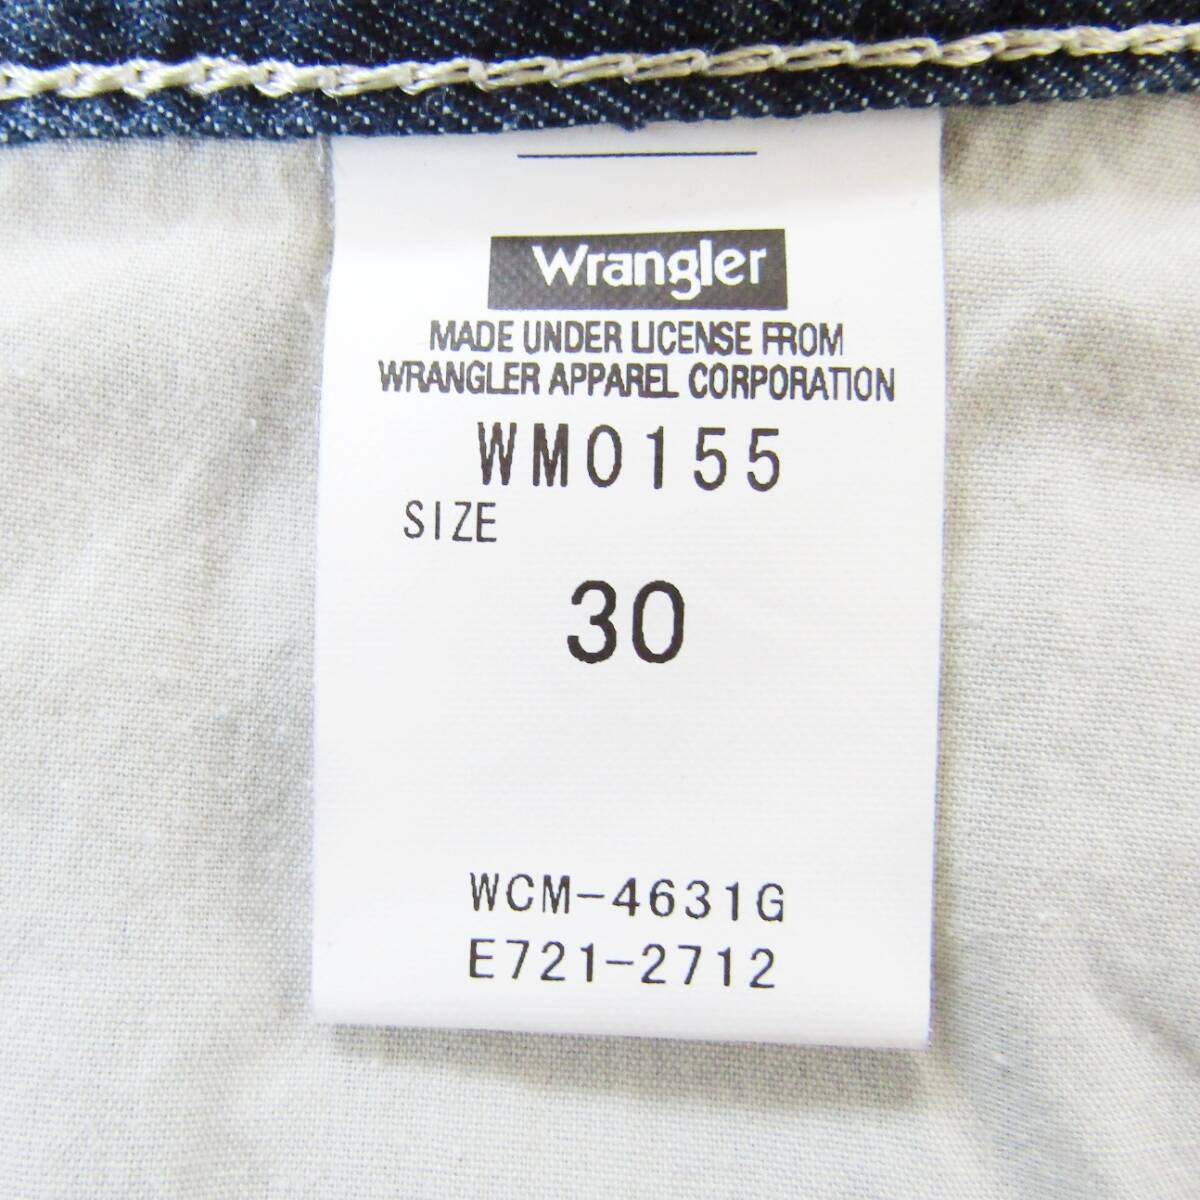 Wrangler
MADE UNDER LICENSE FROM
WRANGLER APPAREL CORPORATION
WM0155
SIZE
30
WCM-4631G
E721-2712